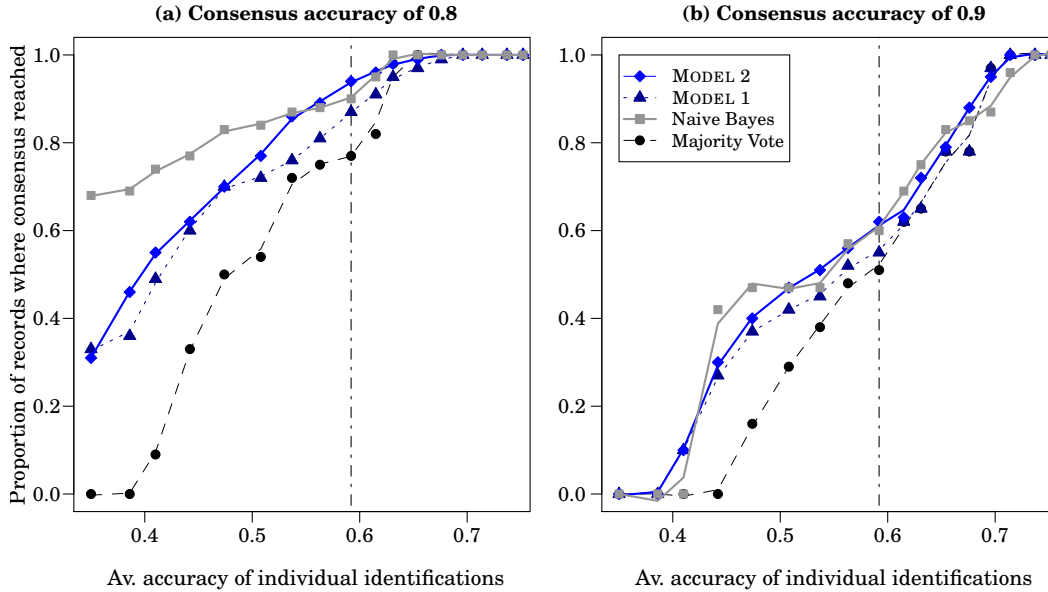 (a) Consensus accuracy of 0.8
(b) Consensus accuracy of 0.9
Proportion of records where consensus reached
1.0
0.8
0.6
0.4
0.2
0.0
0.4
0.5
0.6
0.7
Av. accuracy of individual identifications
1.0
0.8
0.6
0.4
0.2
0.0
MODEL 2
MODEL 1
Naive Bayes
Majority Vote
0.4
0.5
0.6
0.7
Av. accuracy of individual identifications